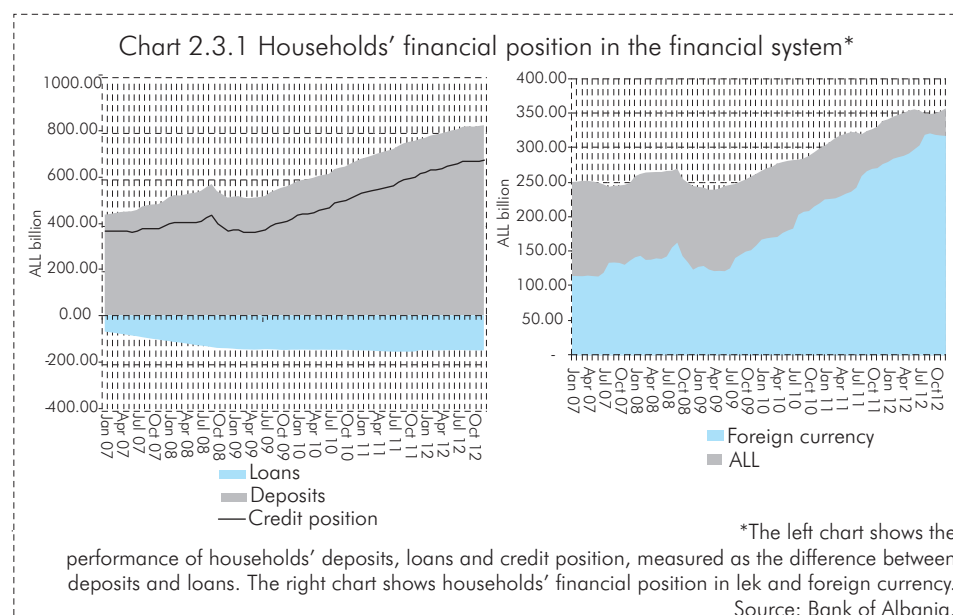 Chart 2.3.1 Households' financial position in the financial system*
1000.00
800.00
600.00
400.00
200.00
0.00
-200.00
-400.00
ALL billion
Jan 07
Apr 07
Jul 07
Oct 07
Jan 08
Apr 08
Jul 08
Oct 08
Jan 09
Apr 09
Jul 09
Oct 09
Jan 10
Apr 10
Jul 10
Oct 10
Jan 11
Apr 11
Jul 11
Oct 11
Jan 12
Apr 12
Jul 12
Oct 12
Loans
Deposits
Credit position
400.00
350.00
300.00
250.00
200.00
150.00
100.00
50.00
-
ALL billion
Jan 07
Apr 07
Jul 07
Oct 07
Jan 08
Apr 08
Jul 08
Oct 08
Jan 09
Apr 09
Jul 09
Oct 09
Jan 10
Apr 10
Jul 10
Oct 10
Jan 11
Apr 11
Jul 11
Oct 11
Jan 12
Apr 12
Jul 12
Oct12
Foreign currency
ALL
*The left chart shows the
performance of households' deposits, loans and credit position, measured as the difference between
deposits and loans. The right chart shows households' financial position in lek and foreign currency.
Source: Bank of Albania.